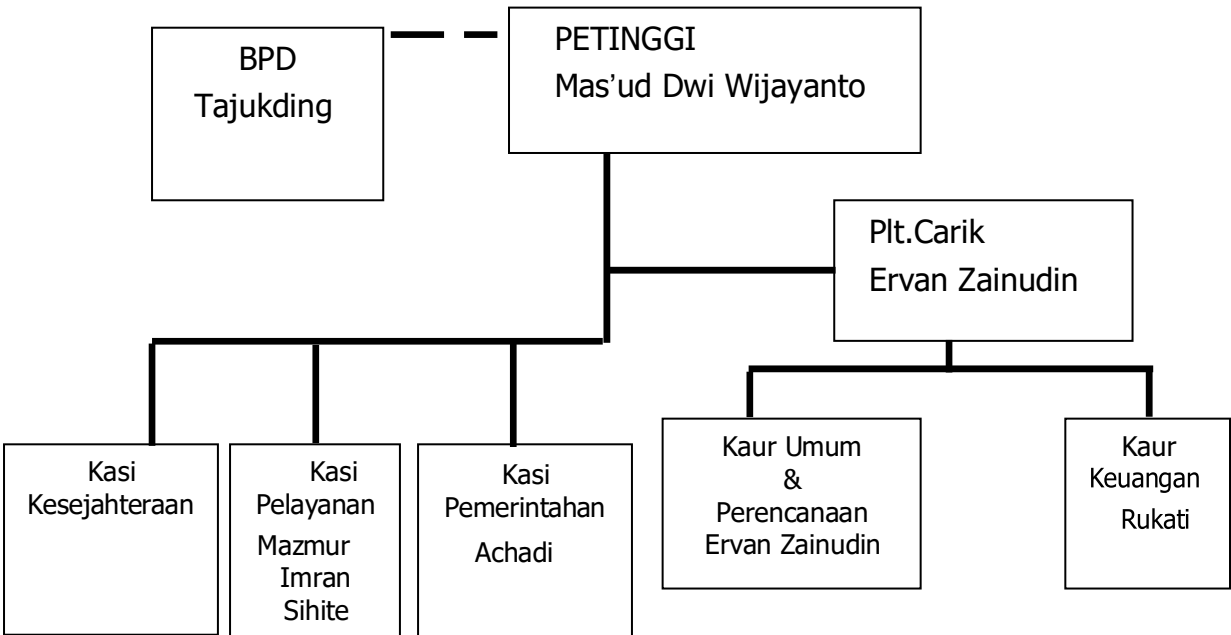 BPD
Tajukding
PETINGGI
Mas'ud Dwi Wijayanto
Plt.Carik
Ervan Zainudin
Kasi
Kesejahteraan
Kasi
Pelayanan
Mazmur
Imran
Sihite
Kasi
Pemerintahan
Achadi
Kaur Umum
&
Perencanaan
Ervan Zainudin
Kaur
Keuangan
Rukati